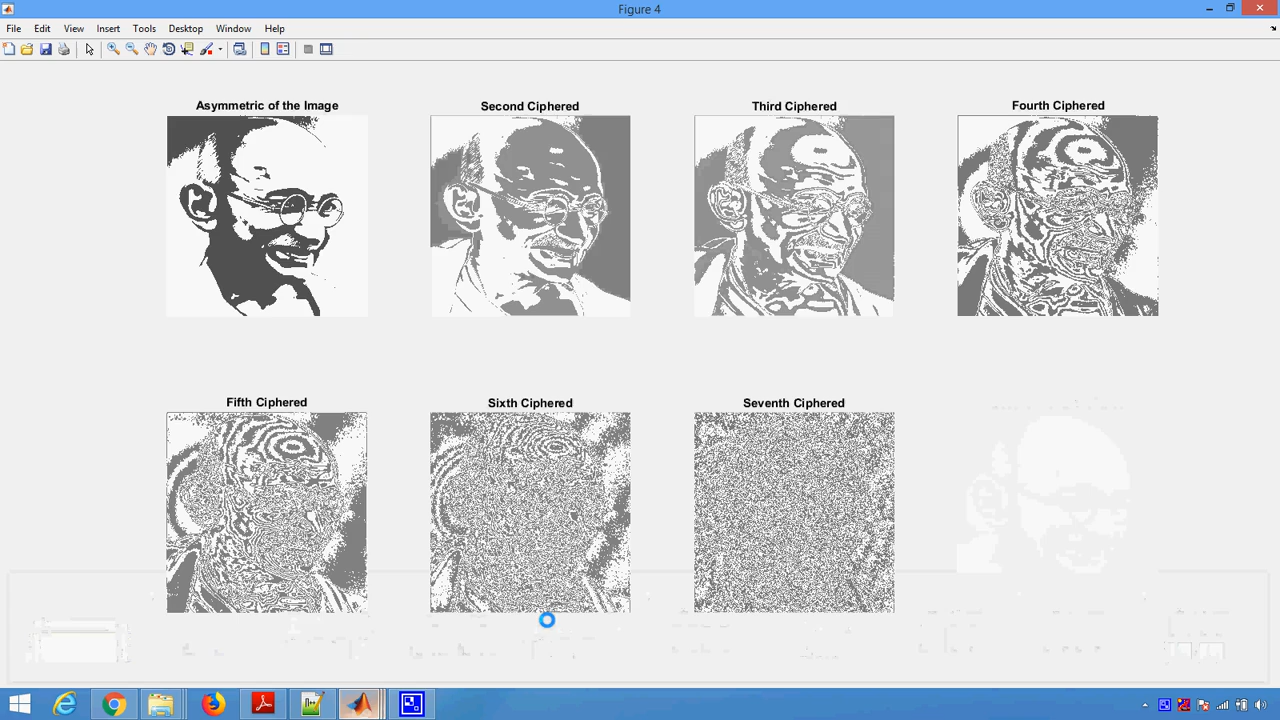 Figure 4
File Edit View Insert Tools Desktop Window Help
Asymmetric of the Image
Second Ciphered
Third Ciphered
Fourth Ciphered
Fifth Ciphered
Sixth Ciphered
Seventh Ciphered